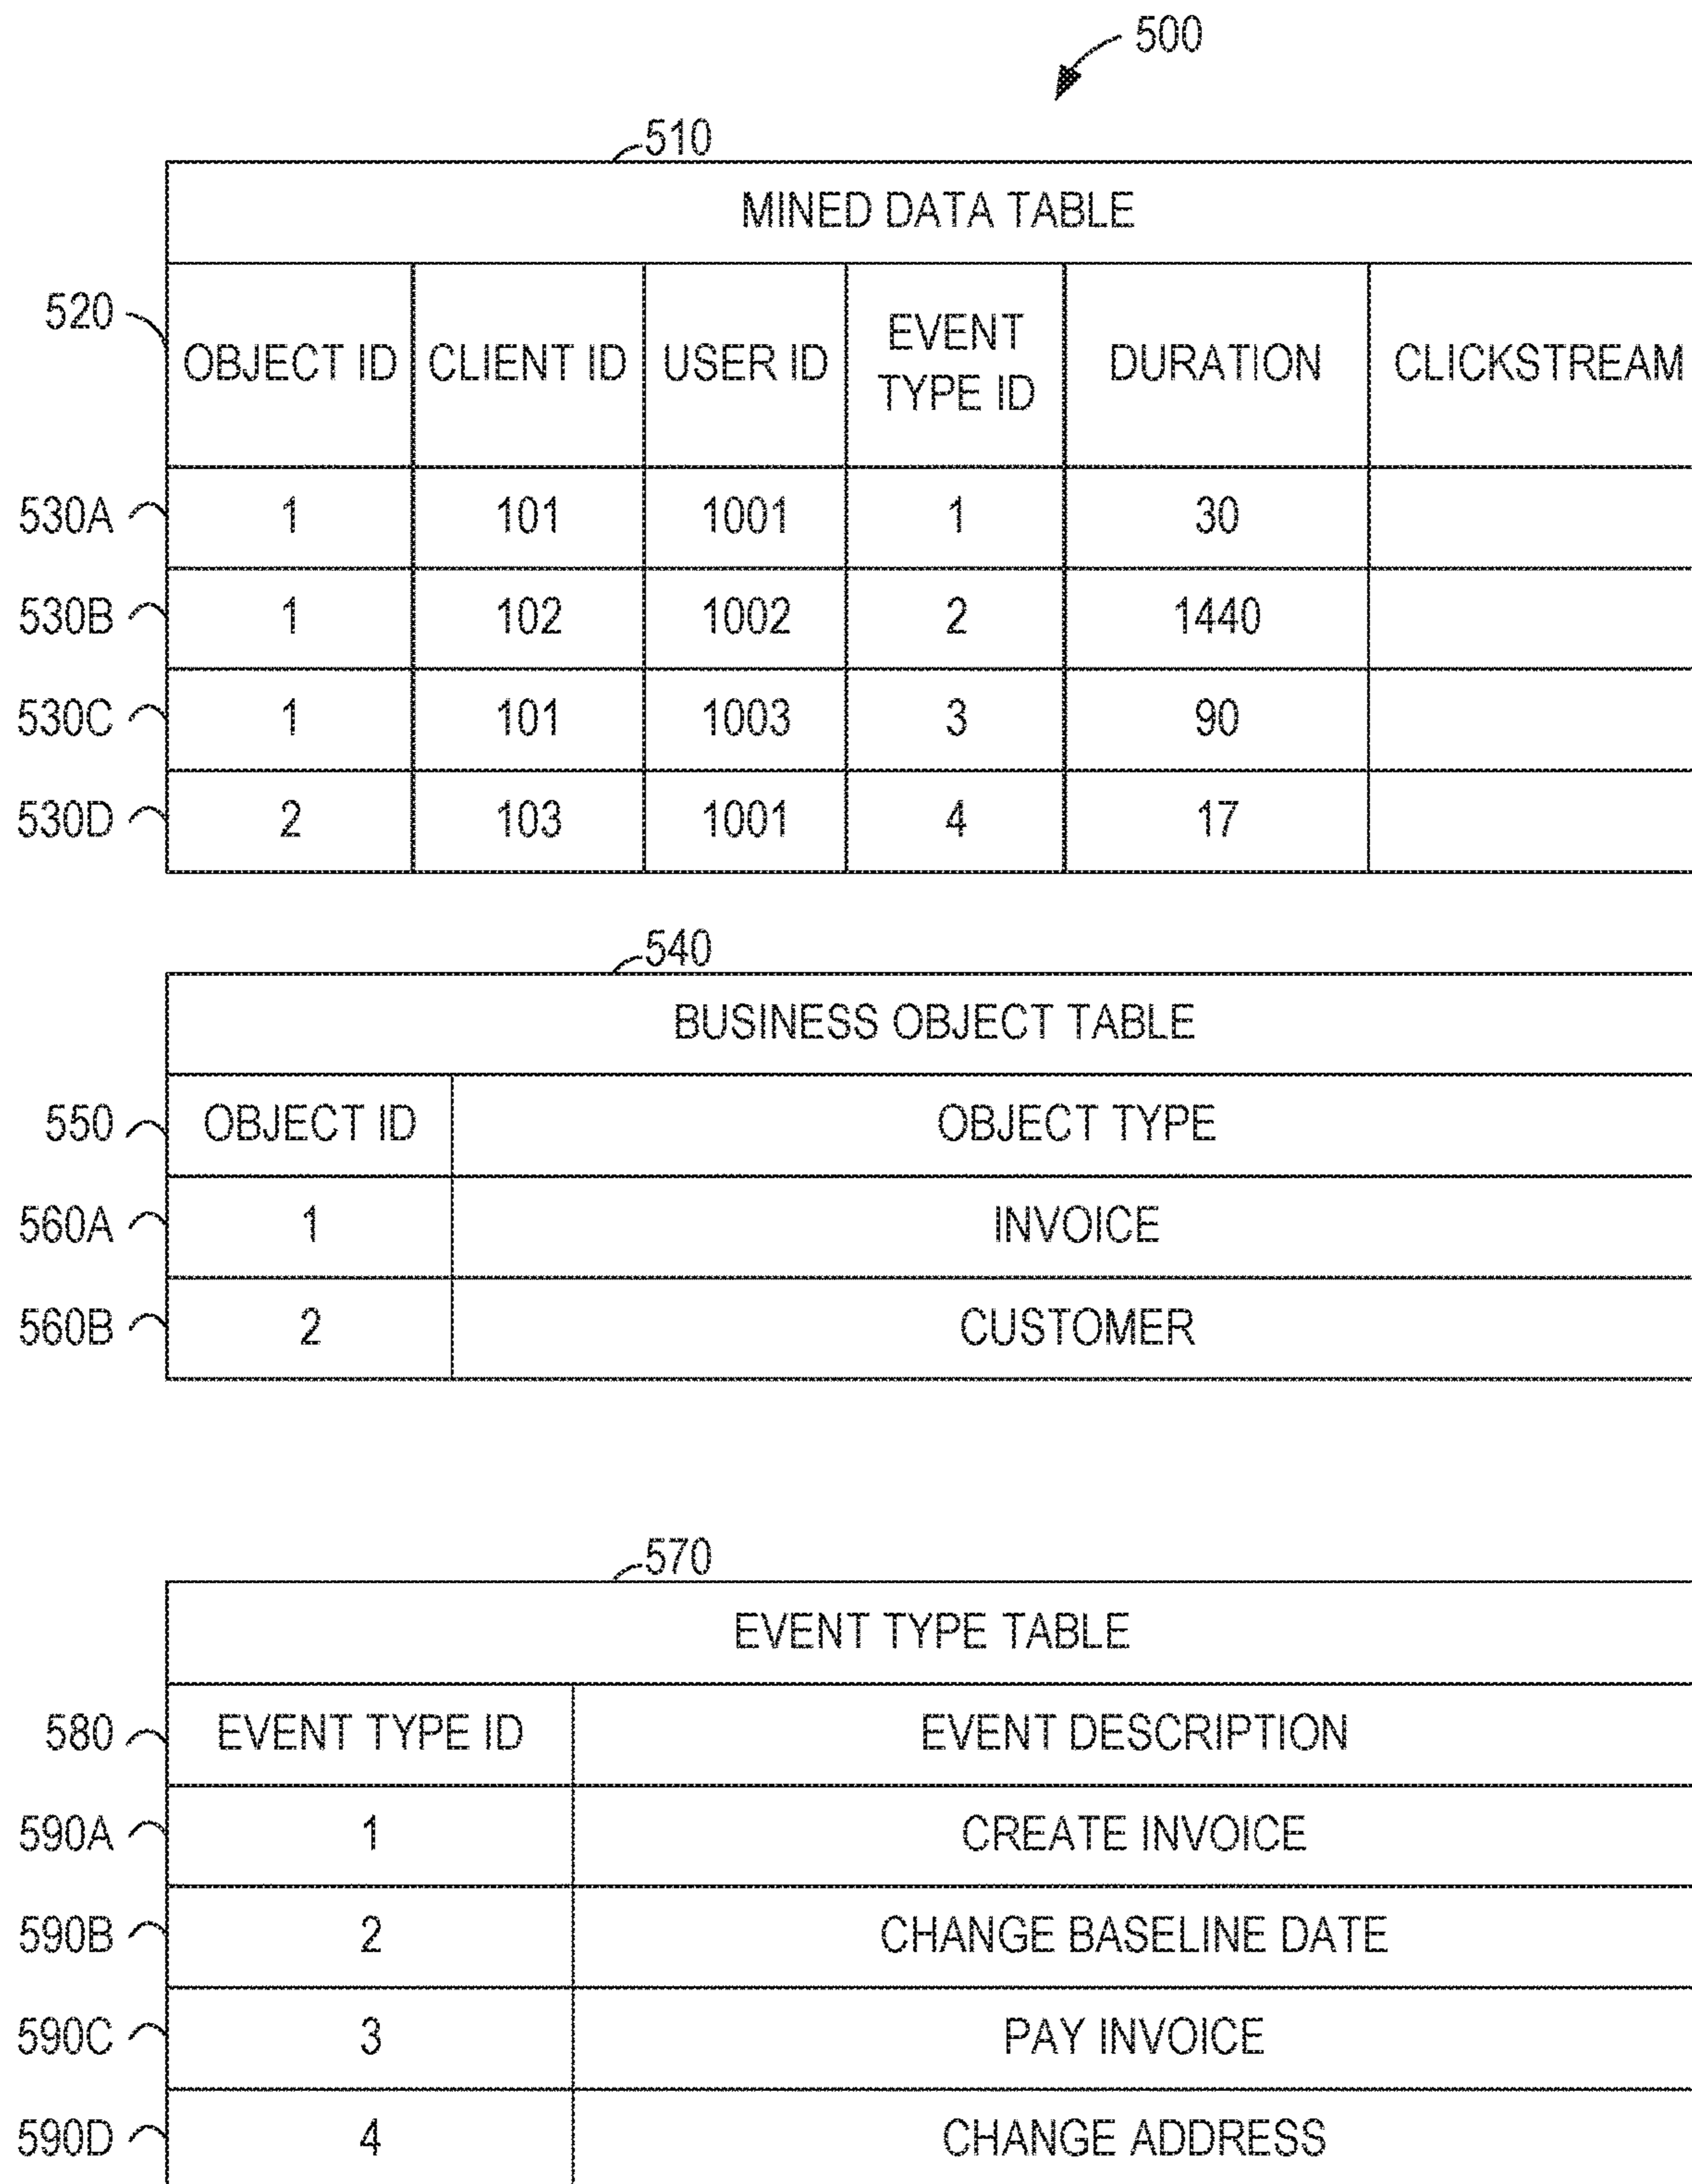 500
510
MINED DATA TABLE
520 OBJECT ID CLIENT ID USER ID EVENT TYPE ID DURATION CLICKSTREAM
530A 1 101 1001 1 30
530B 1 102 1002 2 1440
530C 1 101 1003 3 90
530D 2 103 1001 4 17
540
BUSINESS OBJECT TABLE
550 OBJECT ID OBJECT TYPE
560A 1 INVOICE
560B 2 CUSTOMER
570
EVENT TYPE TABLE
580 EVENT TYPE ID EVENT DESCRIPTION
590A 1 CREATE INVOICE
590B 2 CHANGE BASELINE DATE
590C 3 PAY INVOICE
590D 4 CHANGE ADDRESS